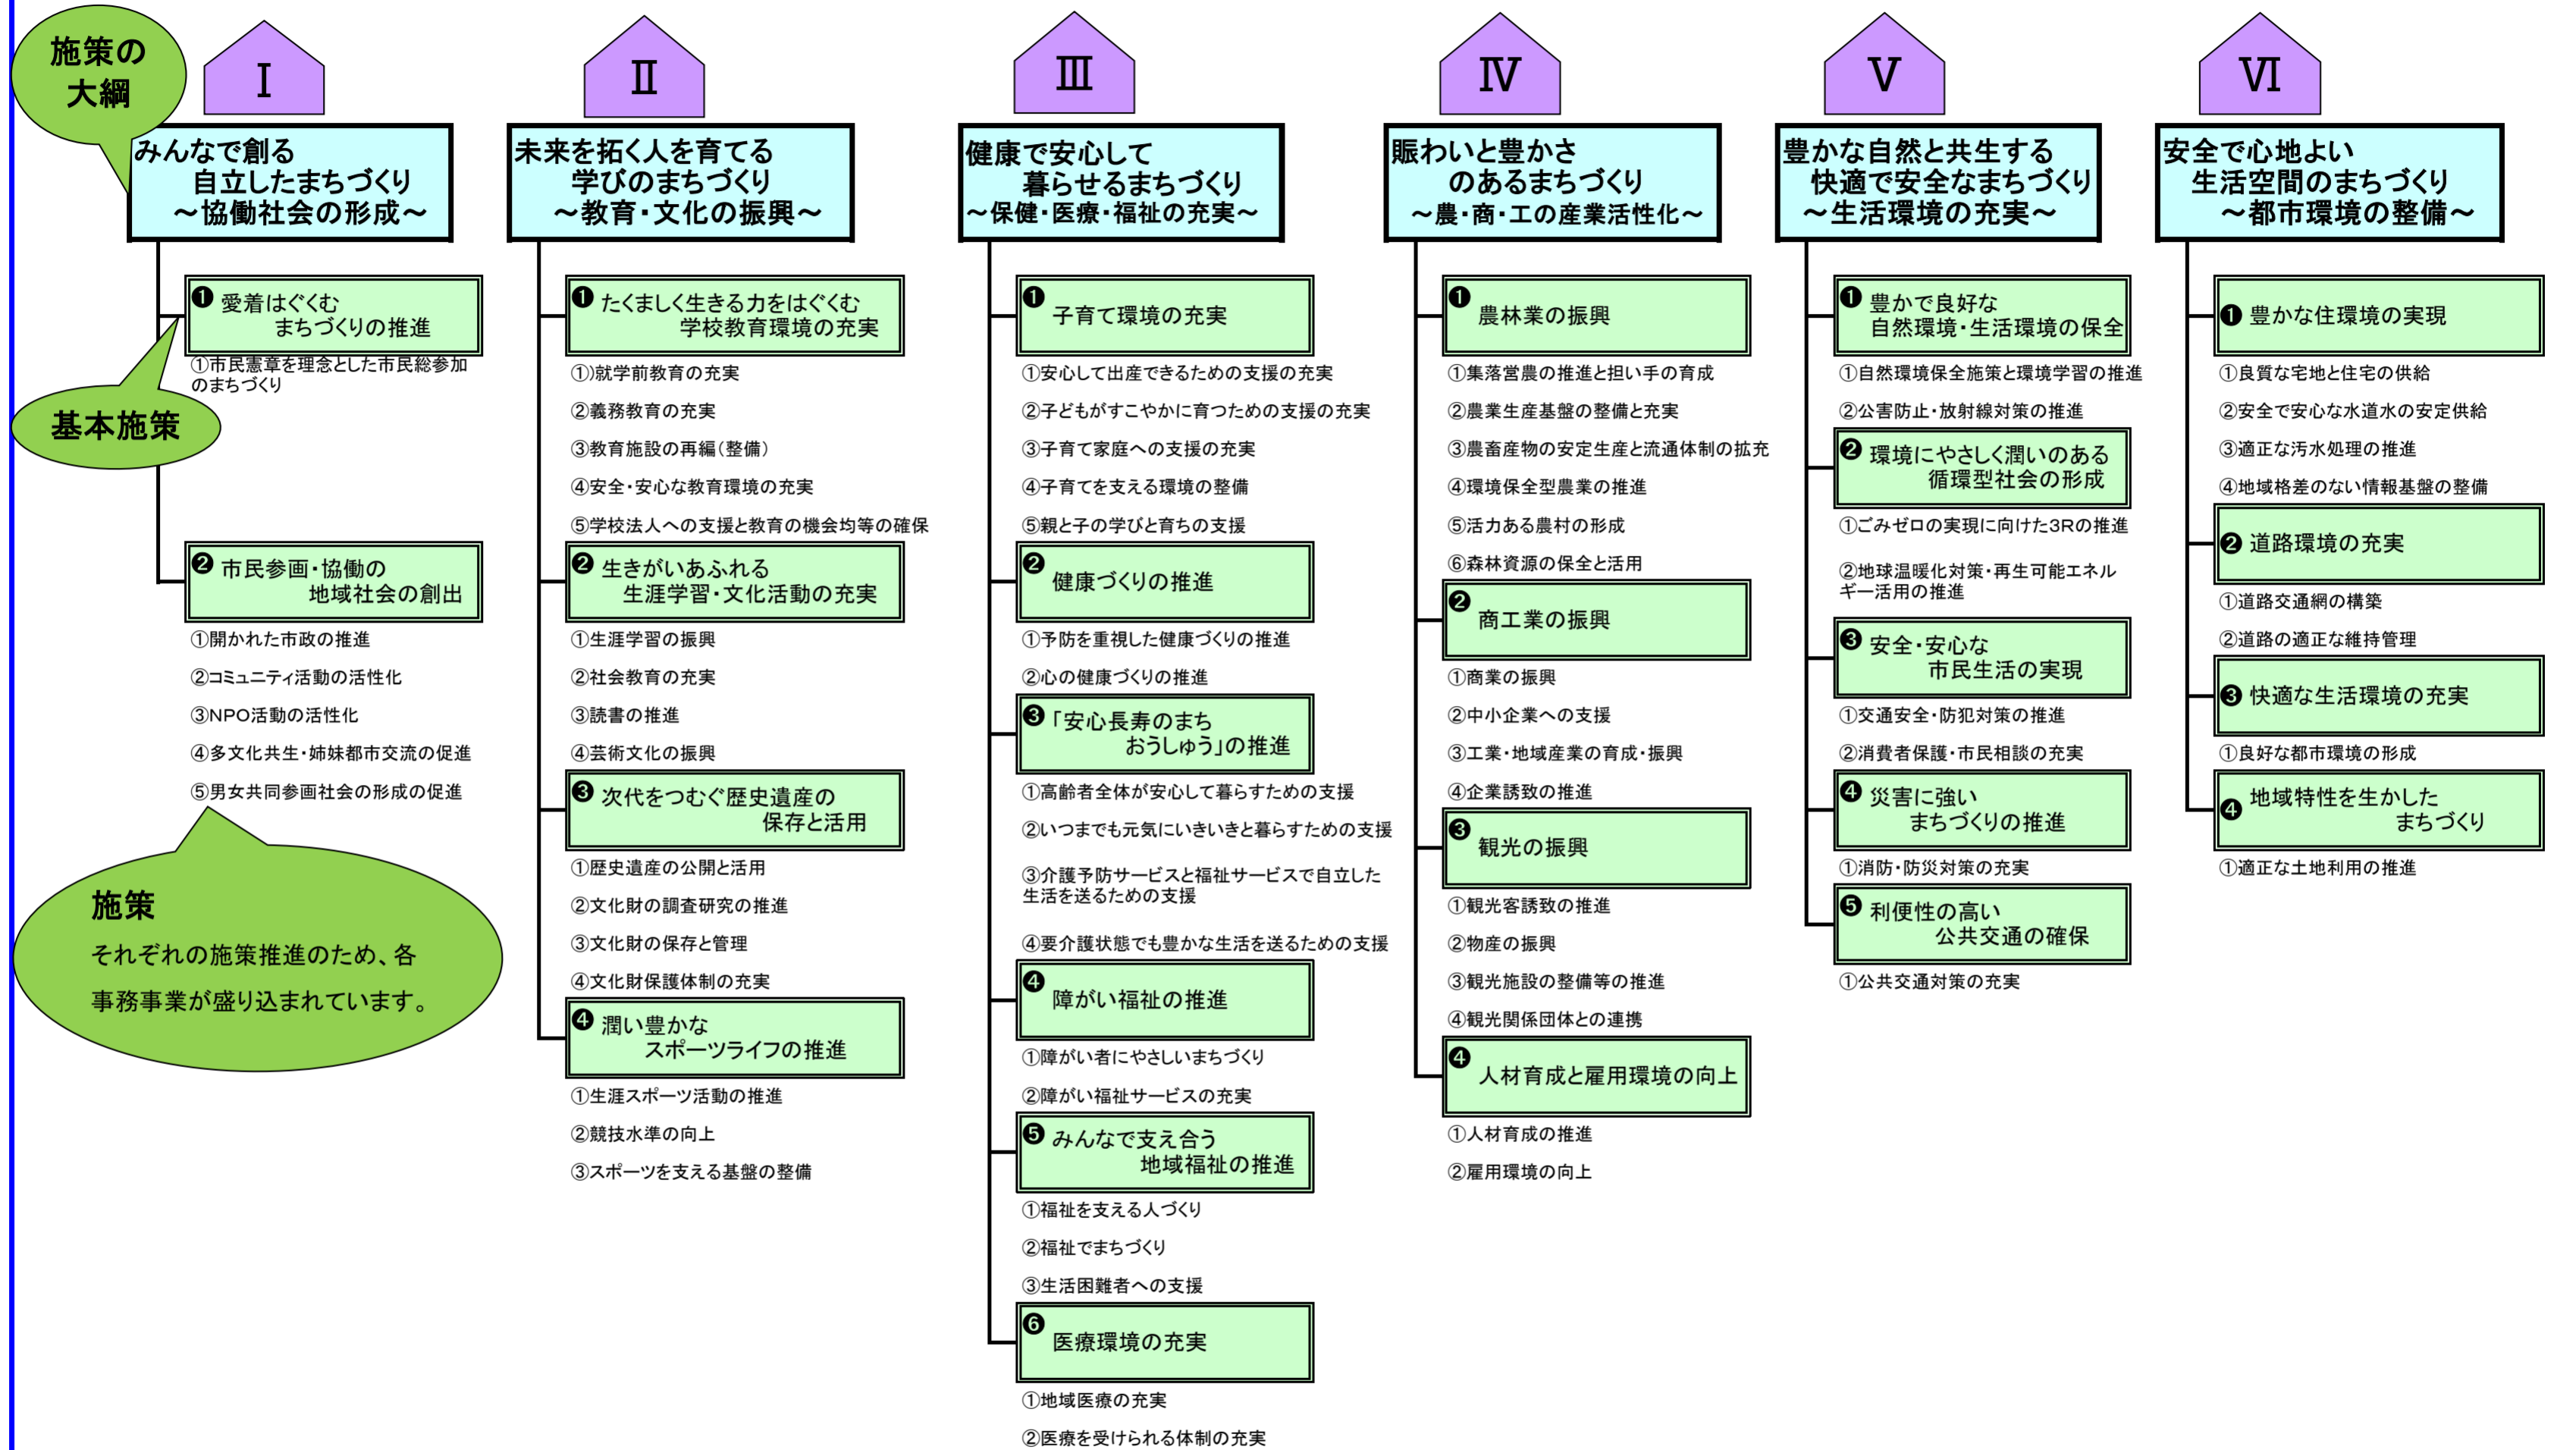 施策の
大綱
Ⅰ
みんなで創る
自立したまちづくり
～協働社会の形成～
❶ 愛着はぐくむ
まちづくりの推進
①市民憲章を理念とした市民総参加
のまちづくり
基本施策
❷ 市民参画・協働の
地域社会の創出
①開かれた市政の推進
②コミュニティ活動の活性化
③NPO活動の活性化
④多文化共生・姉妹都市交流の促進
⑤男女共同参画社会の形成の促進
施策
それぞれの施策推進のため、各
事務事業が盛り込まれています。
Ⅱ
未来を拓く人を育てる
学びのまちづくり
～教育・文化の振興～
❶ たくましく生きる力をはぐくむ
学校教育環境の充実
①)就学前教育の充実
②義務教育の充実
③教育施設の再編(整備)
④安全・安心な教育環境の充実
⑤学校法人への支援と教育の機会均等の確保
❷ 生きがいあふれる
生涯学習・文化活動の充実
①生涯学習の振興
②社会教育の充実
③読書の推進
④芸術文化の振興
❸ 次代をつむぐ歴史遺産の
保存と活用
①歴史遺産の公開と活用
②文化財の調査研究の推進
③文化財の保存と管理
④文化財保護体制の充実
❹ 潤い豊かな
スポーツライフの推進
①生涯スポーツ活動の推進
②競技水準の向上
③スポーツを支える基盤の整備
Ⅲ
健康で安心して
暮らせるまちづくり
～保健・医療・福祉の充実～
❶ 子育て環境の充実
①安心して出産できるための支援の充実
②子どもがすこやかに育つための支援の充実
③子育て家庭への支援の充実
④子育てを支える環境の整備
⑤親と子の学びと育ちの支援
❷ 健康づくりの推進
①予防を重視した健康づくりの推進
②心の健康づくりの推進
❸ 「安心長寿のまち
おうしゅう」の推進
①高齢者全体が安心して暮らすための支援
②いつまでも元気にいきいきと暮らすための支援
③介護予防サービスと福祉サービスで自立した
生活を送るための支援
④要介護状態でも豊かな生活を送るための支援
❹ 障がい福祉の推進
①障がい者にやさしいまちづくり
②障がい福祉サービスの充実
❺ みんなで支え合う
地域福祉の推進
①福祉を支える人づくり
②福祉でまちづくり
③生活困難者への支援
❻ 医療環境の充実
①地域医療の充実
②医療を受けられる体制の充実
Ⅳ
賑わいと豊かさ
のあるまちづくり
～農・商・工の産業活性化～
❶ 農林業の振興
①集落営農の推進と担い手の育成
②農業生産基盤の整備と充実
③農畜産物の安定生産と流通体制の拡充
④環境保全型農業の推進
⑤活力ある農村の形成
⑥森林資源の保全と活用
❷ 商工業の振興
①商業の振興
②中小企業への支援
③工業・地域産業の育成・振興
④企業誘致の推進
❸ 観光の振興
①観光客誘致の推進
②物産の振興
③観光施設の整備等の推進
④観光関係団体との連携
❹ 人材育成と雇用環境の向上
①人材育成の推進
②雇用環境の向上
Ⅴ
豊かな自然と共生する
快適で安全なまちづくり
～生活環境の充実～
❶ 豊かで良好な
自然環境・生活環境の保全
①自然環境保全施策と環境学習の推進
②公害防止・放射線対策の推進
❷ 環境にやさしく潤いのある
循環型社会の形成
①ごみゼロの実現に向けた3Rの推進
②地球温暖化対策・再生可能エネル
ギー活用の推進
❸ 安全・安心な
市民生活の実現
①交通安全・防犯対策の推進
②消費者保護・市民相談の充実
❹ 災害に強い
まちづくりの推進
①消防・防災対策の充実
❺ 利便性の高い
公共交通の確保
①公共交通対策の充実
Ⅵ
安全で心地よい
生活空間のまちづくり
～都市環境の整備～
❶ 豊かな住環境の実現
①良質な宅地と住宅の供給
②安全で安心な水道水の安定供給
③適正な汚水処理の推進
④地域格差のない情報基盤の整備
❷ 道路環境の充実
①道路交通網の構築
②道路の適正な維持管理
❸ 快適な生活環境の充実
①良好な都市環境の形成
❹ 地域特性を生かした
まちづくり
①適正な土地利用の推進